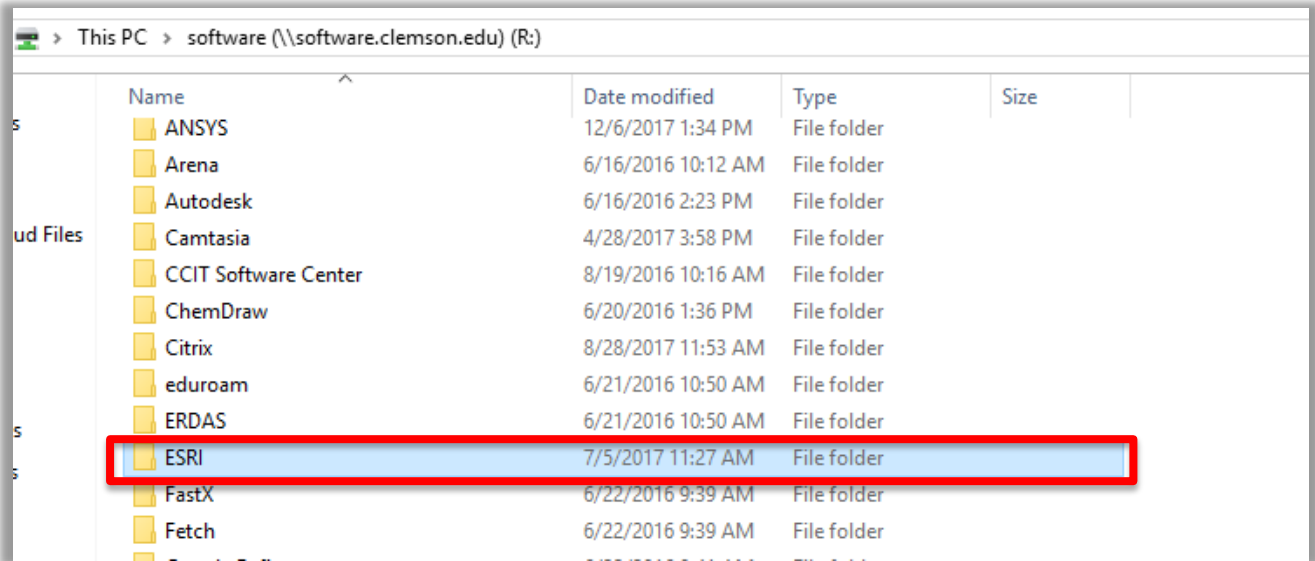 This PC > software (\\software.clemson.edu) (R:)
Name Date modified Type Size
ANSYS 12/6/2017 1:34 PM File folder
Arena 6/16/2016 10:12 AM File folder
Autodesk 6/16/2016 2:23 PM File folder
ud Files Camtasia 4/28/2017 3:58 PM File folder
CCIT Software Center 8/19/2016 10:16 AM File folder
ChemDraw 6/20/2016 1:36 PM File folder
Citrix 8/28/2017 11:53 AM File folder
eduroam 6/21/2016 10:50 AM File folder
ERDAS 6/21/2016 10:50 AM File folder
ESRI 7/5/2017 11:27 AM File folder
FastX 6/22/2016 9:39 AM File folder
Fetch 6/22/2016 9:39 AM File folder